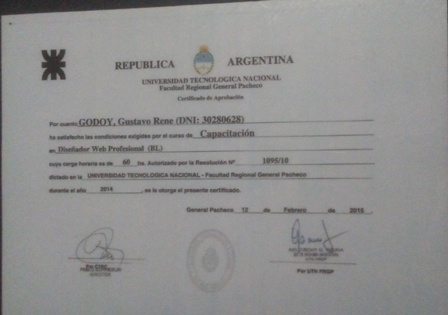 REPUBLICA ARGENTINA
UNIVERSIDAD TECNOLOGICA NACIONAL
Facultad Regional General Pacheco
Certificado de Aprobación
Por cuanto GODOY, Gustavo Rene (DNI: 30280628)
ha satisfecho las condiciones exigidas por el curso de Capacitación
en Diseñador Web Profesional (BL)
cuya carga horaria es de 60 hs. Autorizado por la Resolución Nº 1095/10
dictado en la UNIVERSIDAD TECNOLOGICA NACIONAL - Facultad Regional General Pacheco
durante el año 2014 , se le otorga el presente certificado.
General Pacheco 12 de Febrero de
Por UTN FRGP